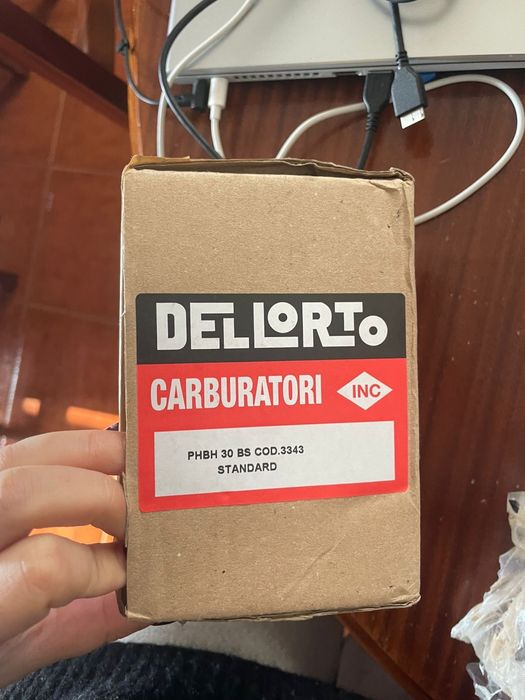 DELLORTO
CARBURATORI INC
PHBH 30 BS COD.3343
STANDARD